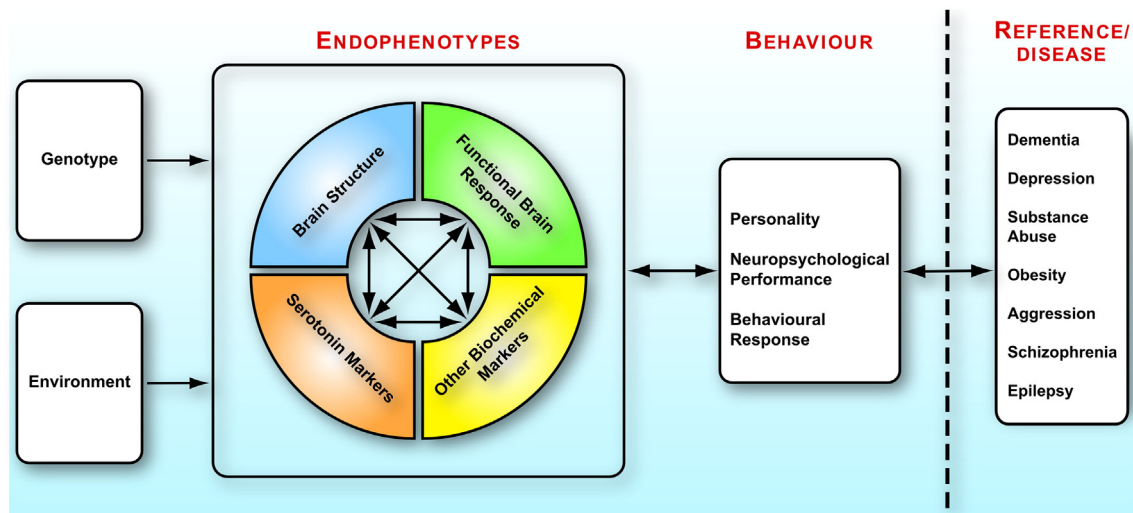 ENDOPHENOTYPES
BEHAVIOUR
REFERENCE/
DISEASE
Genotype
Environment
Brain Structure
Functional Brain
Response
Serotonin Markers
Other Biochemical
Markers
Personality
Neuropsychological
Performance
Behavioural
Response
Dementia
Depression
Substance
Abuse
Obesity
Aggression
Schizophrenia
Epilepsy